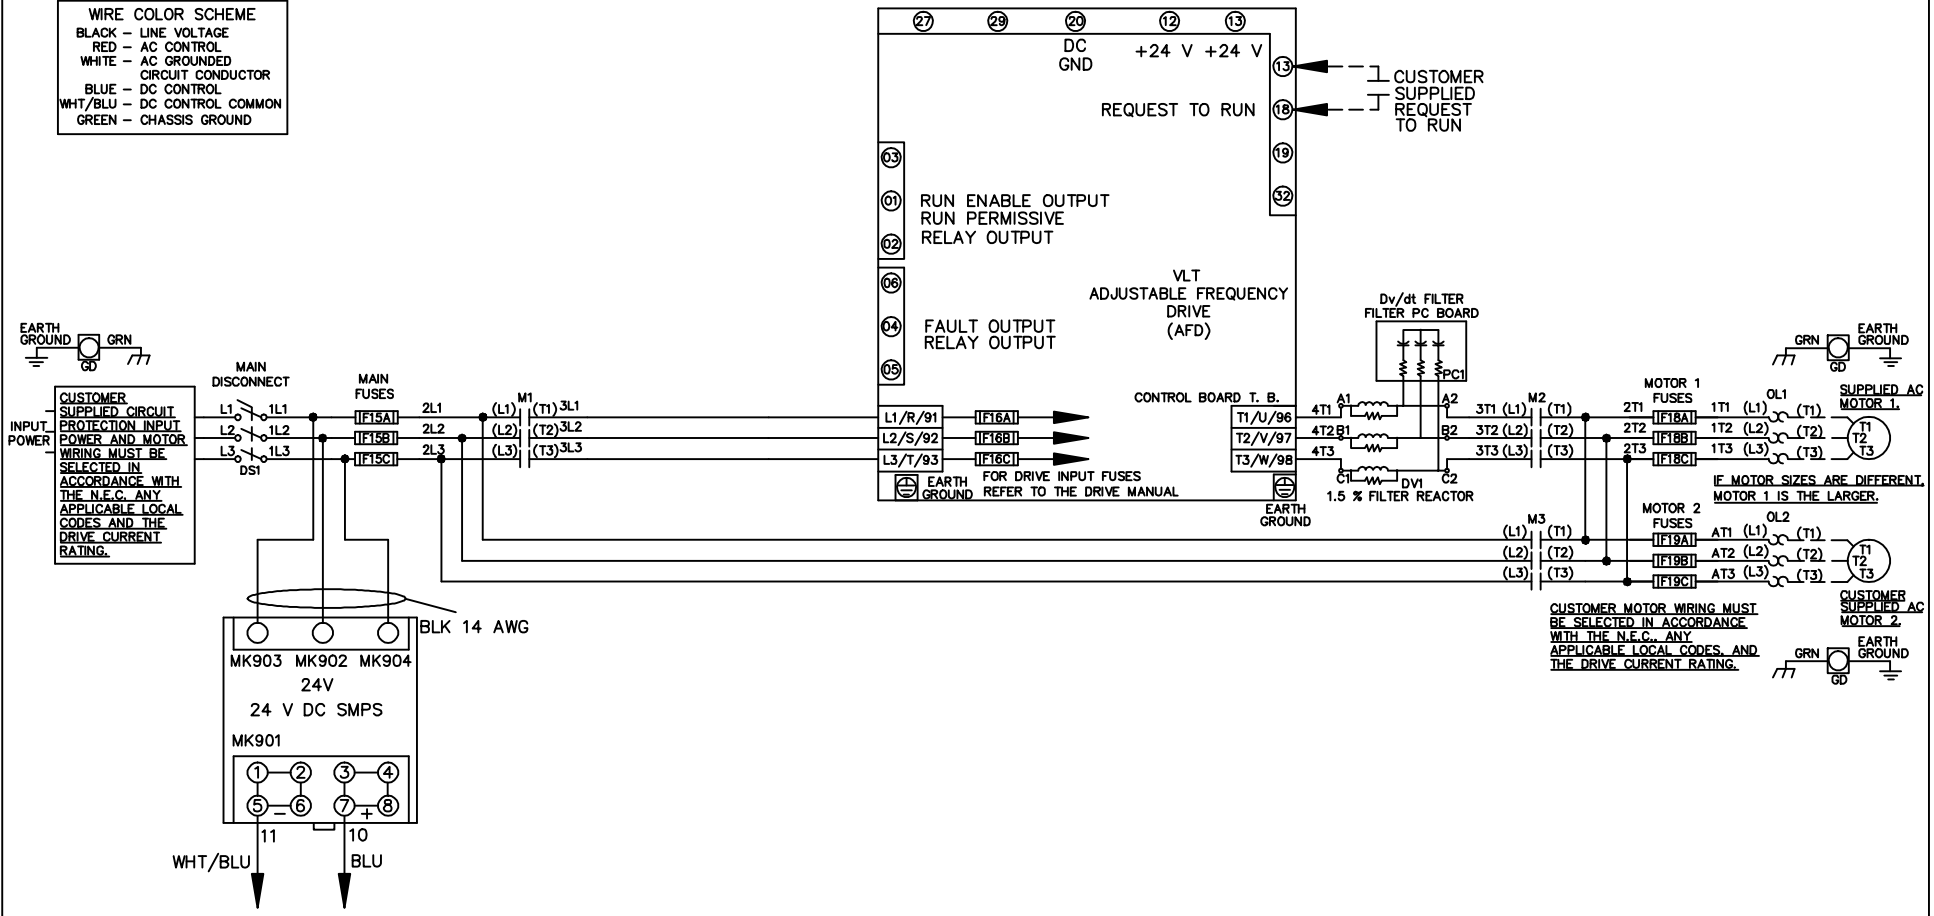 WIRE COLOR SCHEME
BLACK – LINE VOLTAGE
RED – AC CONTROL
WHITE – AC GROUNDED
CIRCUIT CONDUCTOR
BLUE – DC CONTROL
WHT/BLU – DC CONTROL COMMON
GREEN – CHASSIS GROUND
27 29 20 12 13
DC
GND
+24 V +24 V
13
18
19
32
REQUEST TO RUN
CUSTOMER
SUPPLIED
REQUEST
TO RUN
03
01
02
RUN ENABLE OUTPUT
RUN PERMISSIVE
RELAY OUTPUT
06
04
05
FAULT OUTPUT
RELAY OUTPUT
VLT
ADJUSTABLE FREQUENCY
DRIVE
(AFD)
CONTROL BOARD T. B.
L1/R/91 F16A
L2/S/92 F16B
L3/T/93 F16C
EARTH
GROUND
FOR DRIVE INPUT FUSES
REFER TO THE DRIVE MANUAL
T1/U/96
T2/V/97
T3/W/98
EARTH
GROUND
EARTH
GROUND
GRN
GD
INPUT
POWER
CUSTOMER
SUPPLIED CIRCUIT
PROTECTION INPUT
POWER AND MOTOR
WIRING MUST BE
SELECTED IN
ACCORDANCE WITH
THE N.E.C. ANY
APPLICABLE LOCAL
CODES AND THE
DRIVE CURRENT
RATING.
MAIN
DISCONNECT
L1 1L1
L2 1L2
L3 1L3
DS1
MAIN
FUSES
F15A 2L1
F15B 2L2
F15C 2L3
M1
(L1) (T1) 3L1
(L2) (T2) 3L2
(L3) (T3) 3L3
Dv/dt FILTER
FILTER PC BOARD
PC1
4T1 A1 A2
4T2 B1 B2
4T3 C1 C2
DV1
1.5 % FILTER REACTOR
M2
3T1 (L1) (T1)
3T2 (L2) (T2)
3T3 (L3) (T3)
MOTOR 1
FUSES
2T1 F18A 1T1 (L1) (T1)
2T2 F18B 1T2 (L2) (T2)
2T3 F18C 1T3 (L3) (T3)
OL1
GRN
GD
EARTH
GROUND
SUPPLIED AC
MOTOR 1.
T1
T2
T3
IF MOTOR SIZES ARE DIFFERENT,
MOTOR 1 IS THE LARGER.
M3
(L1) (T1)
(L2) (T2)
(L3) (T3)
MOTOR 2
FUSES
F19A AT1 (L1) (T1)
F19B AT2 (L2) (T2)
F19C AT3 (L3) (T3)
OL2
T1
T2
T3
CUSTOMER
SUPPLIED AC
MOTOR 2.
CUSTOMER MOTOR WIRING MUST
BE SELECTED IN ACCORDANCE
WITH THE N.E.C., ANY
APPLICABLE LOCAL CODES, AND
THE DRIVE CURRENT RATING.
GRN
GD
EARTH
GROUND
BLK 14 AWG
MK903 MK902 MK904
24V
24 V DC SMPS
MK901
1 2 3 4
5 – 6 7 + 8
11 10
WHT/BLU BLU